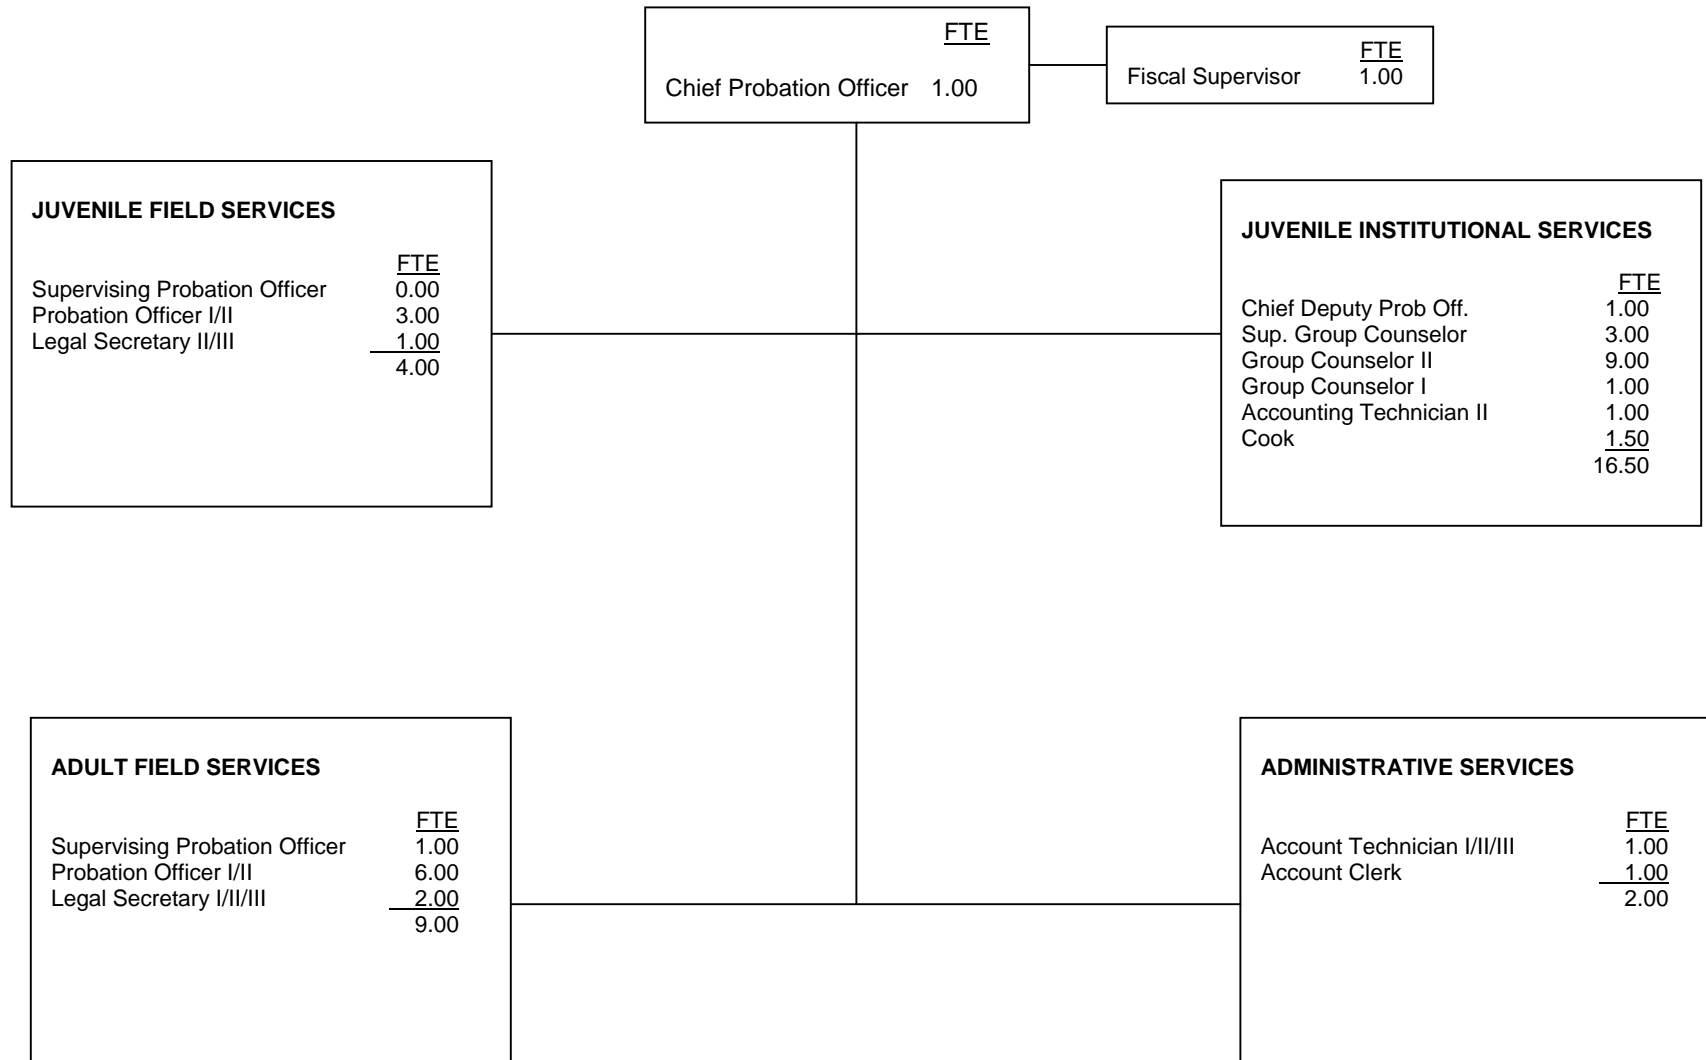 FTE
Chief Probation Officer 1.00
FTE
Fiscal Supervisor 1.00
JUVENILE FIELD SERVICES
FTE
Supervising Probation Officer 0.00
Probation Officer I/II 3.00
Legal Secretary II/III 1.00
4.00
JUVENILE INSTITUTIONAL SERVICES
FTE
Chief Deputy Prob Off. 1.00
Sup. Group Counselor 3.00
Group Counselor II 9.00
Group Counselor I 1.00
Accounting Technician II 1.00
Cook 1.50
16.50
ADULT FIELD SERVICES
FTE
Supervising Probation Officer 1.00
Probation Officer I/II 6.00
Legal Secretary I/II/III 2.00
9.00
ADMINISTRATIVE SERVICES
FTE
Account Technician I/II/III 1.00
Account Clerk 1.00
2.00